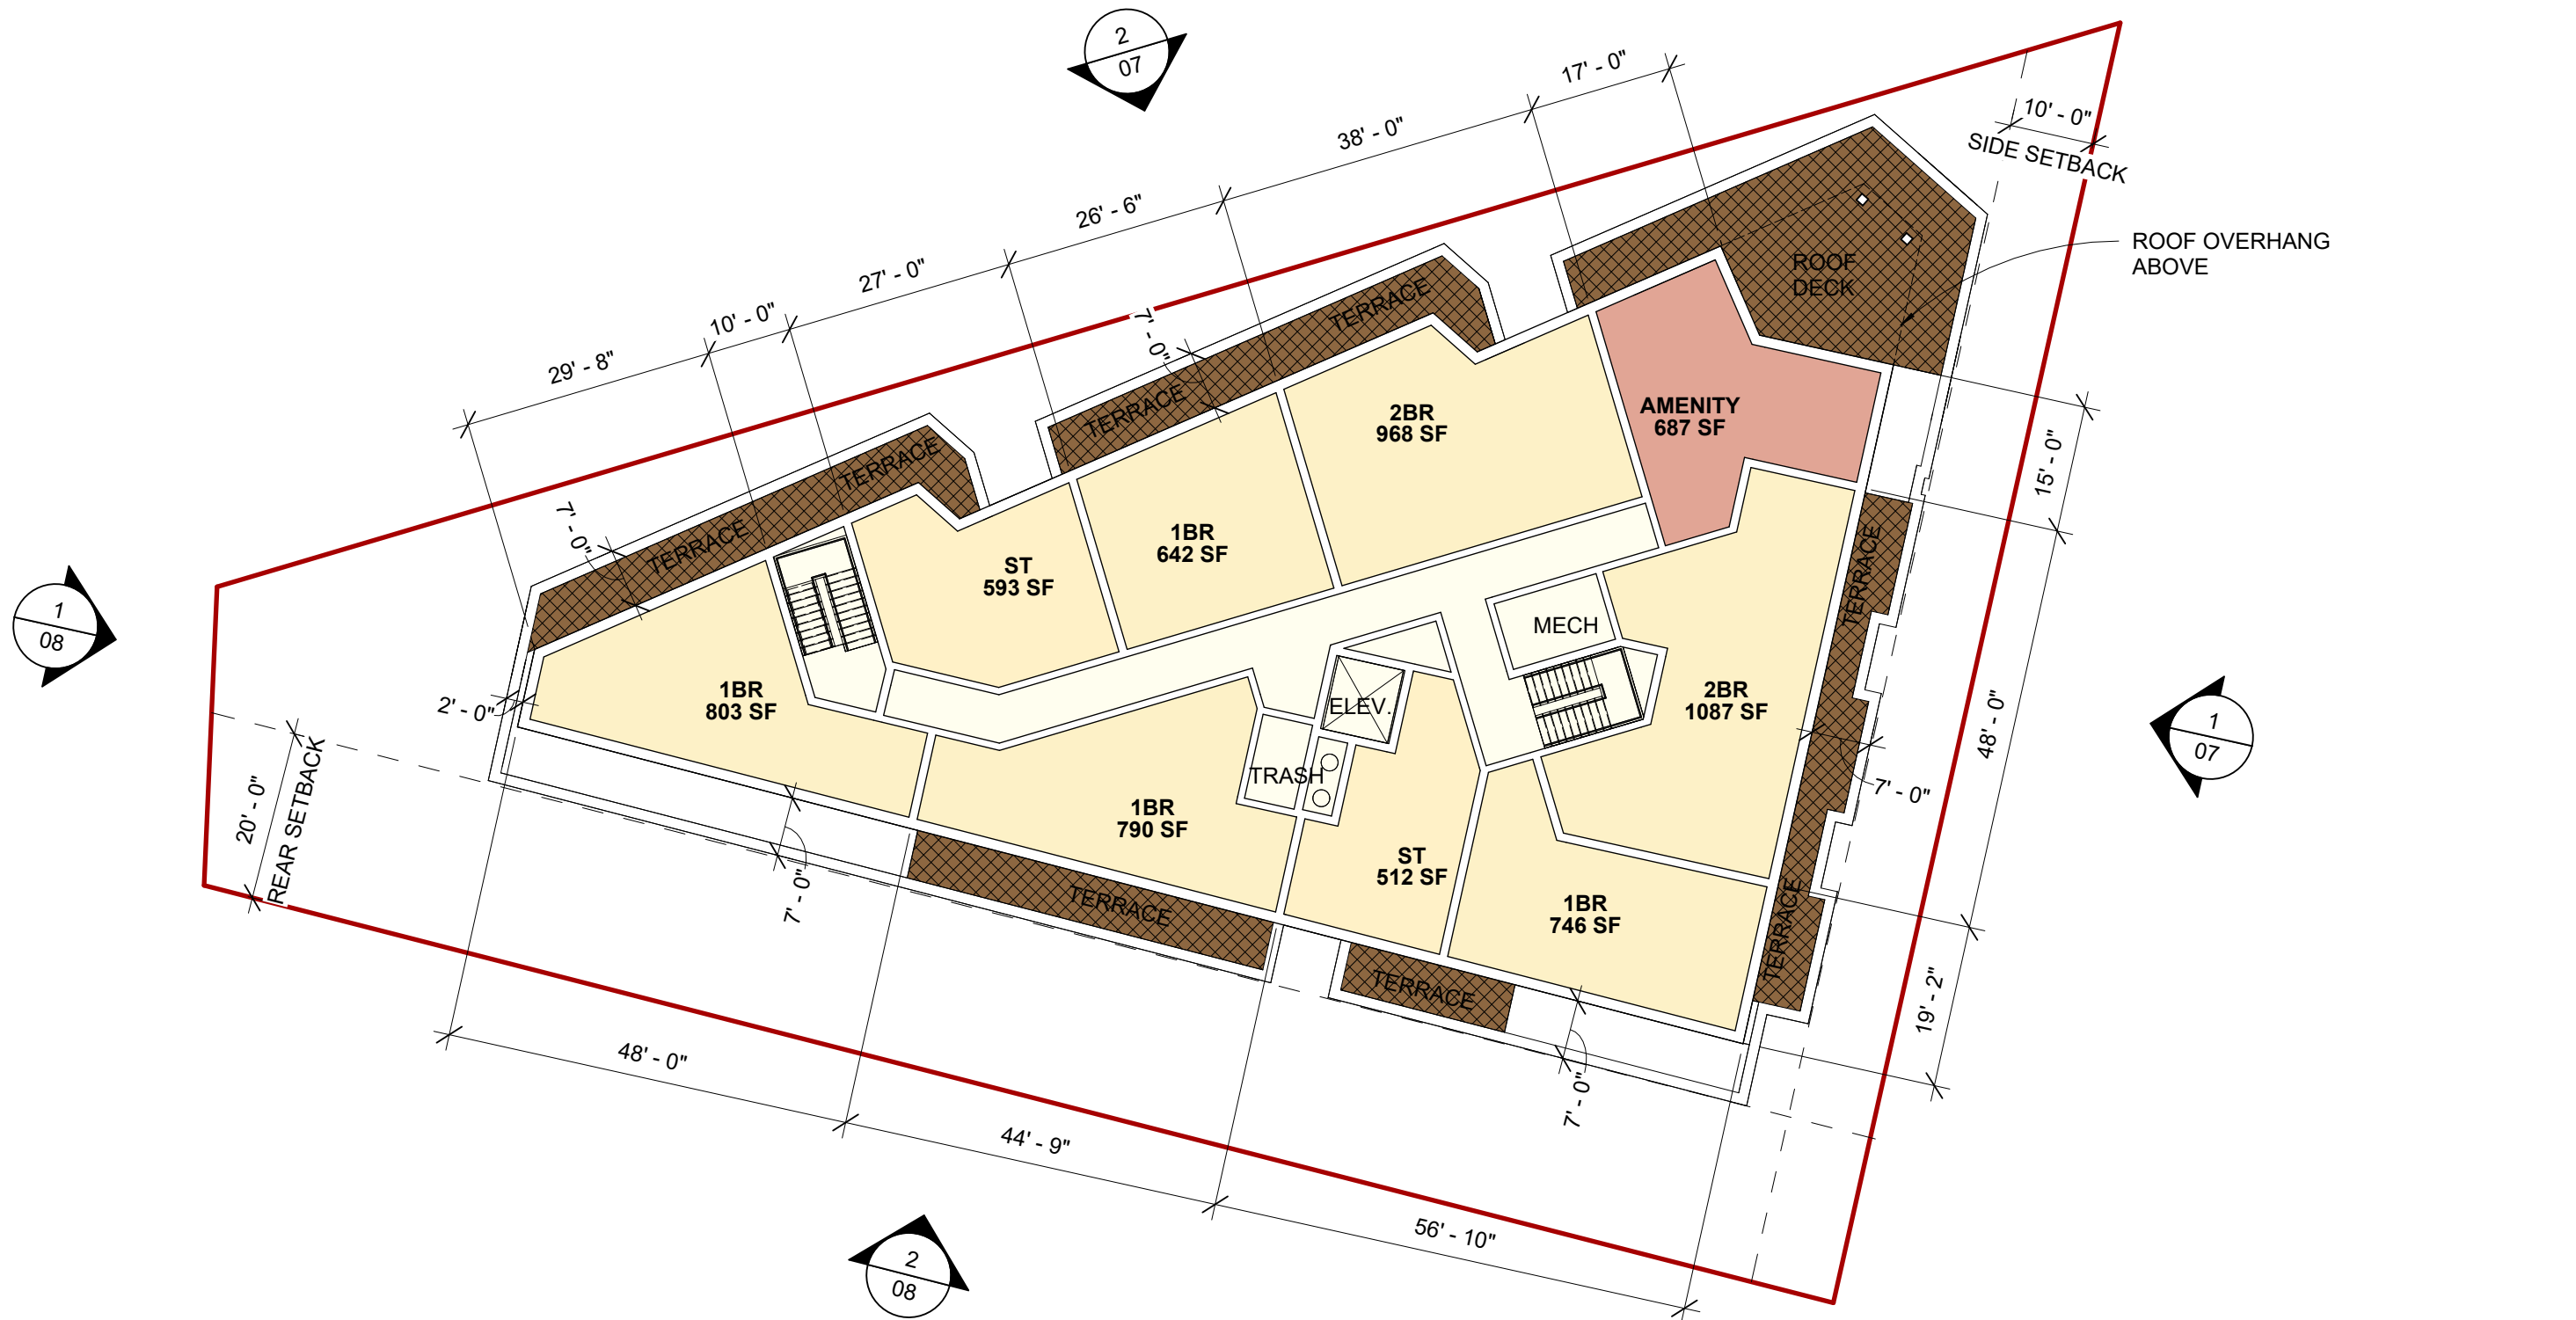 2
07
17' - 0"
38' - 0"
10' - 0"
SIDE SETBACK
26' - 6"
27' - 0"
ROOF OVERHANG
ABOVE
ROOF
DECK
10' - 0"
29' - 8"
7' - 0"
TERRACE
TERRACE
AMENITY
687 SF
2BR
968 SF
TERRACE
15' - 0"
7' - 0"
TERRACE
1BR
642 SF
ST
593 SF
TERRACE
1
08
MECH
2' - 0"
1BR
803 SF
ELEV.
2BR
1087 SF
48' - 0"
1
07
TRASH
7' - 0"
20' - 0"
REAR SETBACK
1BR
790 SF
ST
512 SF
7' - 0"
TERRACE
1BR
746 SF
TERRACE
TERRACE
19' - 2"
48' - 0"
7' - 0"
44' - 9"
56' - 10"
2
08